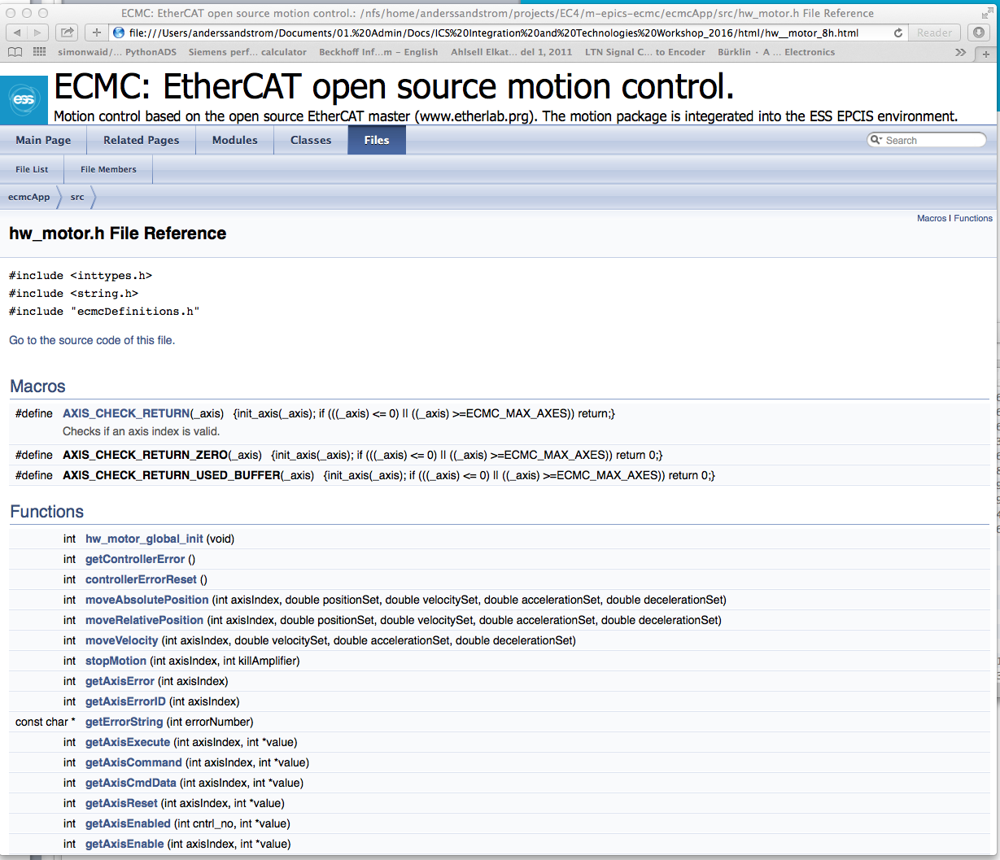 ECMC: EtherCAT open source motion control.: /nfs/home/anderssandstrom/projects/EC4/m-epics-ecmc/ecmcApp/src/hw_motor.h File Reference
file:///Users/anderssandstrom/Documents/01.%20Admin/Docs/ICS%20Integration%20and%20Technologies%20Workshop_2016/html/hw__motor_8h.html
Reader
simonwaid/... PythonADS Siemens perf... calculator Beckhoff Inf...m – English Ahlsell Elkat... del 1, 2011 LTN Signal C... to Encoder Bürklin · A ... Electronics
ess
ECMC: EtherCAT open source motion control.
Motion control based on the open source EtherCAT master (www.etherlab.prg). The motion package is integerated into the ESS EPCIS environment.
Main Page Related Pages Modules Classes Files Search
File List File Members
ecmcApp src
Macros | Functions
hw_motor.h File Reference
#include <inttypes.h>
#include <string.h>
#include "ecmcDefinitions.h"
Go to the source code of this file.
Macros
#define AXIS_CHECK_RETURN(_axis) {init_axis(_axis); if (((_axis) <= 0) || ((_axis) >=ECMC_MAX_AXES)) return;}
Checks if an axis index is valid.
#define AXIS_CHECK_RETURN_ZERO(_axis) {init_axis(_axis); if (((_axis) <= 0) || ((_axis) >=ECMC_MAX_AXES)) return 0;}
#define AXIS_CHECK_RETURN_USED_BUFFER(_axis) {init_axis(_axis); if (((_axis) <= 0) || ((_axis) >=ECMC_MAX_AXES)) return 0;}
Functions
int hw_motor_global_init (void)
int getControllerError ()
int controllerErrorReset ()
int moveAbsolutePosition (int axisIndex, double positionSet, double velocitySet, double accelerationSet, double decelerationSet)
int moveRelativePosition (int axisIndex, double positionSet, double velocitySet, double accelerationSet, double decelerationSet)
int moveVelocity (int axisIndex, double velocitySet, double accelerationSet, double decelerationSet)
int stopMotion (int axisIndex, int killAmplifier)
int getAxisError (int axisIndex)
int getAxisErrorID (int axisIndex)
const char * getErrorString (int errorNumber)
int getAxisExecute (int axisIndex, int *value)
int getAxisCommand (int axisIndex, int *value)
int getAxisCmdData (int axisIndex, int *value)
int getAxisReset (int axisIndex, int *value)
int getAxisEnabled (int cntrl_no, int *value)
int getAxisEnable (int axisIndex, int *value)